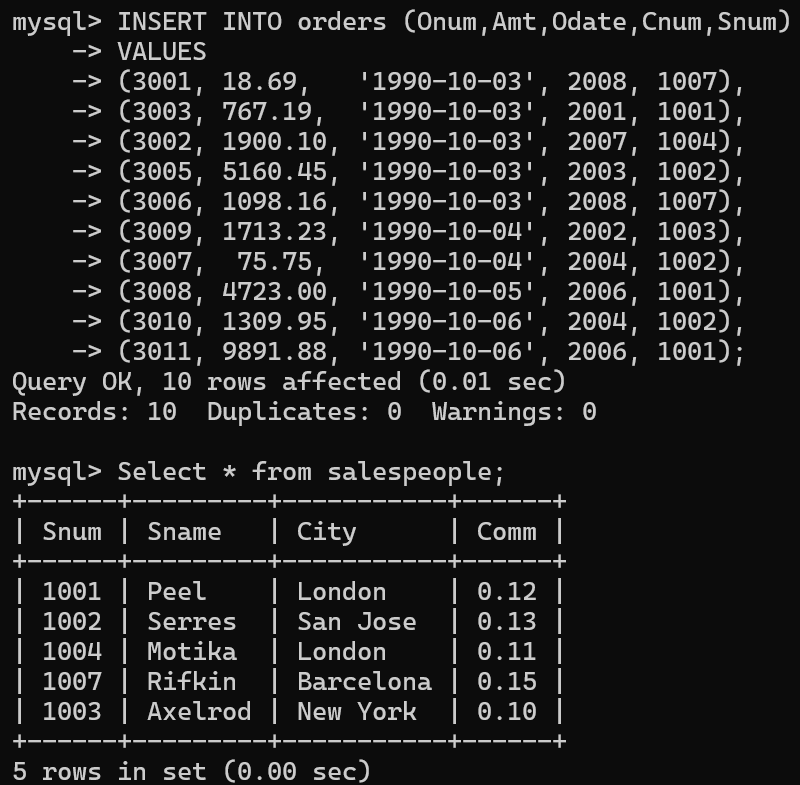 mysql> INSERT INTO orders (Onum,Amt,Odate,Cnum,Snum)
    -> VALUES
    -> (3001, 18.69,   '1990-10-03', 2008, 1007),
    -> (3003, 767.19,  '1990-10-03', 2001, 1001),
    -> (3002, 1900.10, '1990-10-03', 2007, 1004),
    -> (3005, 5160.45, '1990-10-03', 2003, 1002),
    -> (3006, 1098.16, '1990-10-03', 2008, 1007),
    -> (3009, 1713.23, '1990-10-04', 2002, 1003),
    -> (3007,  75.75,  '1990-10-04', 2004, 1002),
    -> (3008, 4723.00, '1990-10-05', 2006, 1001),
    -> (3010, 1309.95, '1990-10-06', 2004, 1002),
    -> (3011, 9891.88, '1990-10-06', 2006, 1001);
Query OK, 10 rows affected (0.01 sec)
Records: 10  Duplicates: 0  Warnings: 0

mysql> Select * from salespeople;
+------+---------+-----------+------+
| Snum | Sname   | City      | Comm |
+------+---------+-----------+------+
| 1001 | Peel    | London    | 0.12 |
| 1002 | Serres  | San Jose  | 0.13 |
| 1004 | Motika  | London    | 0.11 |
| 1007 | Rifkin  | Barcelona | 0.15 |
| 1003 | Axelrod | New York  | 0.10 |
+------+---------+-----------+------+
5 rows in set (0.00 sec)